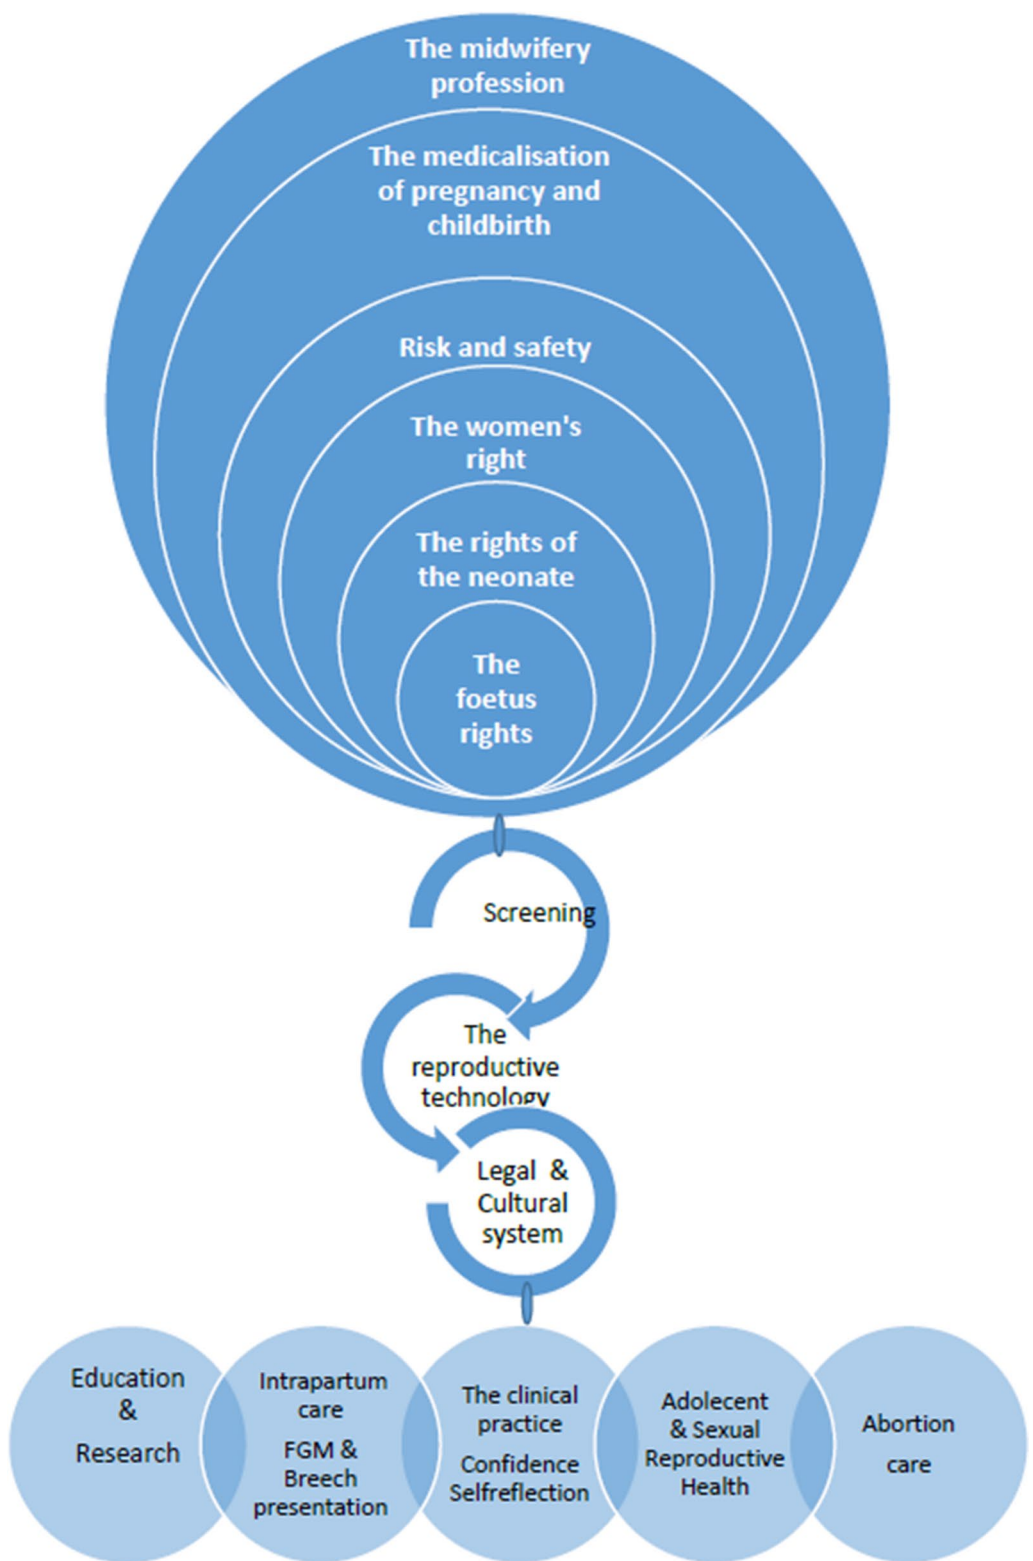 The midwifery
profession
The medicalisation
of pregnancy and
childbirth
Risk and safety
The women's
right
The rights of
the neonate
The
foetus
rights
Screening
The
reproductive
technology
Legal &
Cultural
system
Education
&
Research
Intrapartum
care
FGM &
Breech
presentation
The clinical
practice
Confidence
Selfreflection
Adolecent
& Sexual
Reproductive
Health
Abortion
care